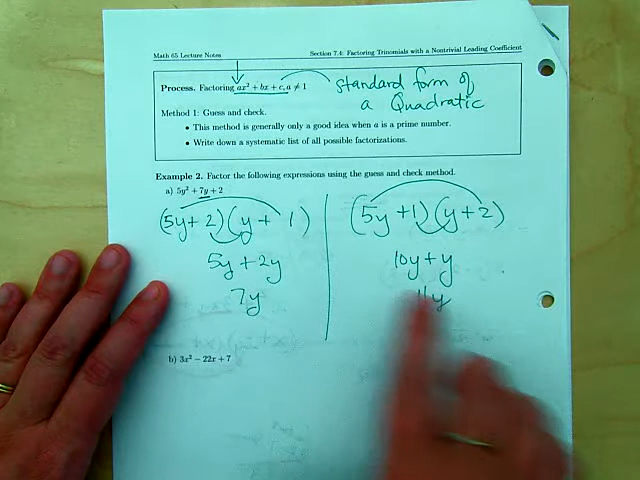 Math 65 Lecture Notes
Section 7.4: Factoring Trinomials with a Nontrivial Leading Coefficient
Process. Factoring ax² + bx + c, a ≠ 1
standard form of
a Quadratic
Method 1: Guess and check.
• This method is generally only a good idea when a is a prime number.
• Write down a systematic list of all possible factorizations.
Example 2. Factor the following expressions using the guess and check method.
a) 5y² + 7y + 2
(5y + 2)(y + 1)
5y + 2y
7y
(5y + 1)(y + 2)
10y + y
11y
b) 3x² − 22x + 7